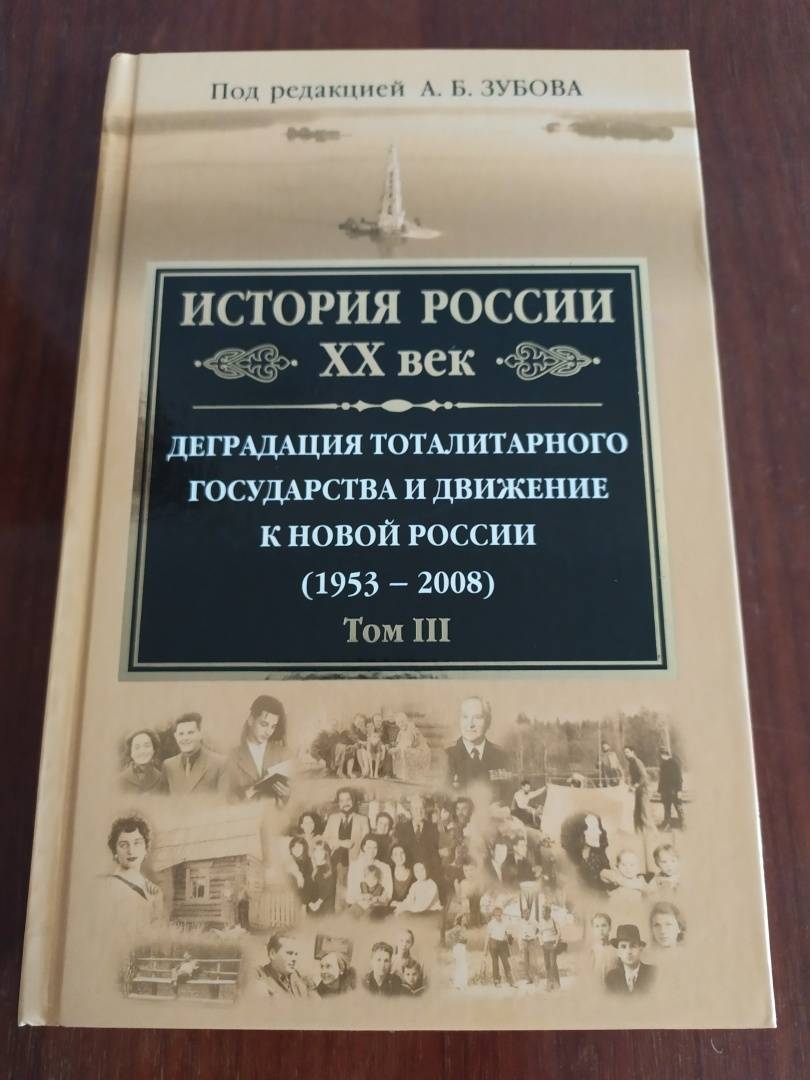 Под редакцией А. Б. ЗУБОВА
ИСТОРИЯ РОССИИ
XX век
ДЕГРАДАЦИЯ ТОТАЛИТАРНОГО
ГОСУДАРСТВА И ДВИЖЕНИЕ
К НОВОЙ РОССИИ
(1953 – 2008)
Том III